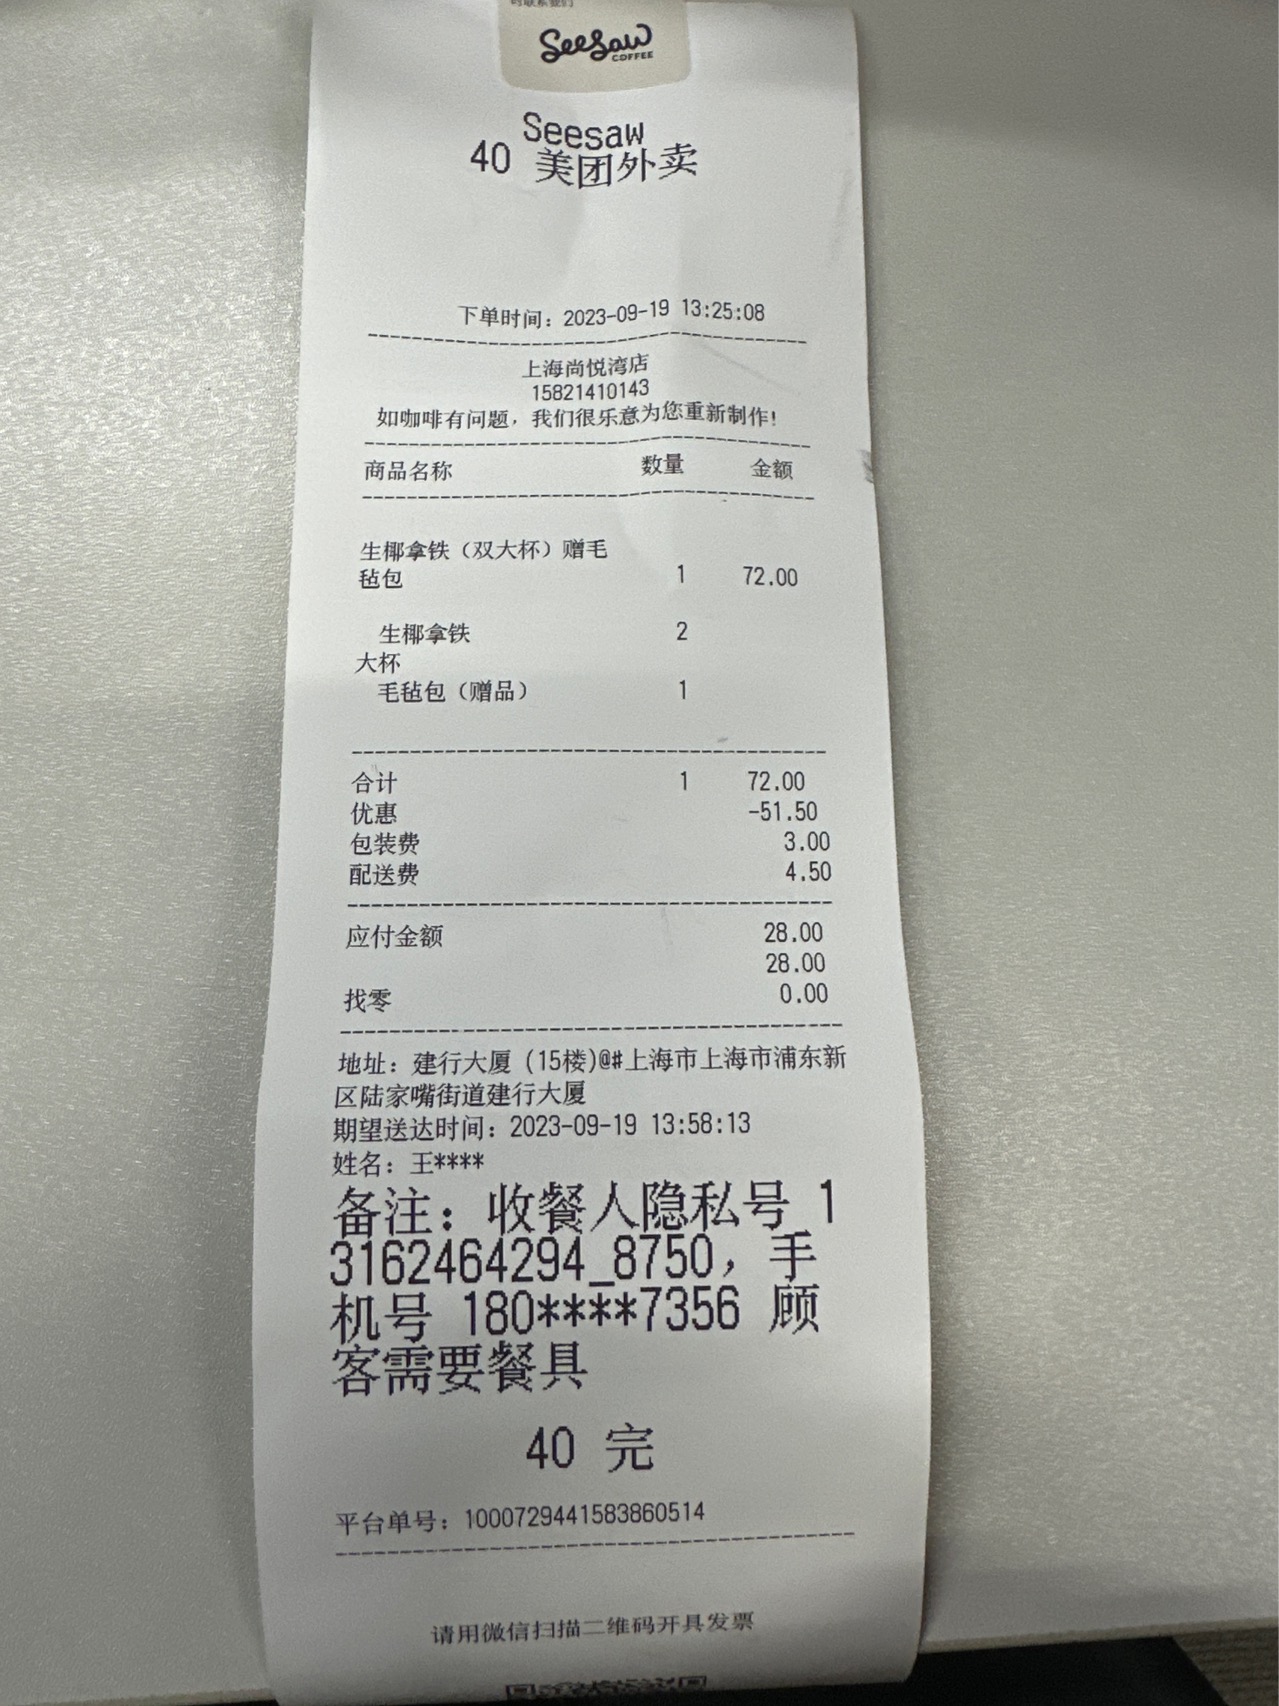 时联系我们
Seesaw
COFFEE
Seesaw
40 美团外卖
下单时间：2023-09-19 13:25:08
上海尚悦湾店
15821410143
如咖啡有问题，我们很乐意为您重新制作！
商品名称 数量 金额
生椰拿铁（双大杯）赠毛
毡包 1 72.00
生椰拿铁 2
大杯
毛毡包（赠品） 1
合计 1 72.00
优惠 -51.50
包装费 3.00
配送费 4.50
应付金额 28.00
28.00
找零 0.00
地址：建行大厦 (15楼)@#上海市上海市浦东新
区陆家嘴街道建行大厦
期望送达时间：2023-09-19 13:58:13
姓名：王****
备注：收餐人隐私号 1
3162464294_8750，手
机号 180****7356 顾
客需要餐具
40 完
平台单号：1000729441583860514
请用微信扫描二维码开具发票